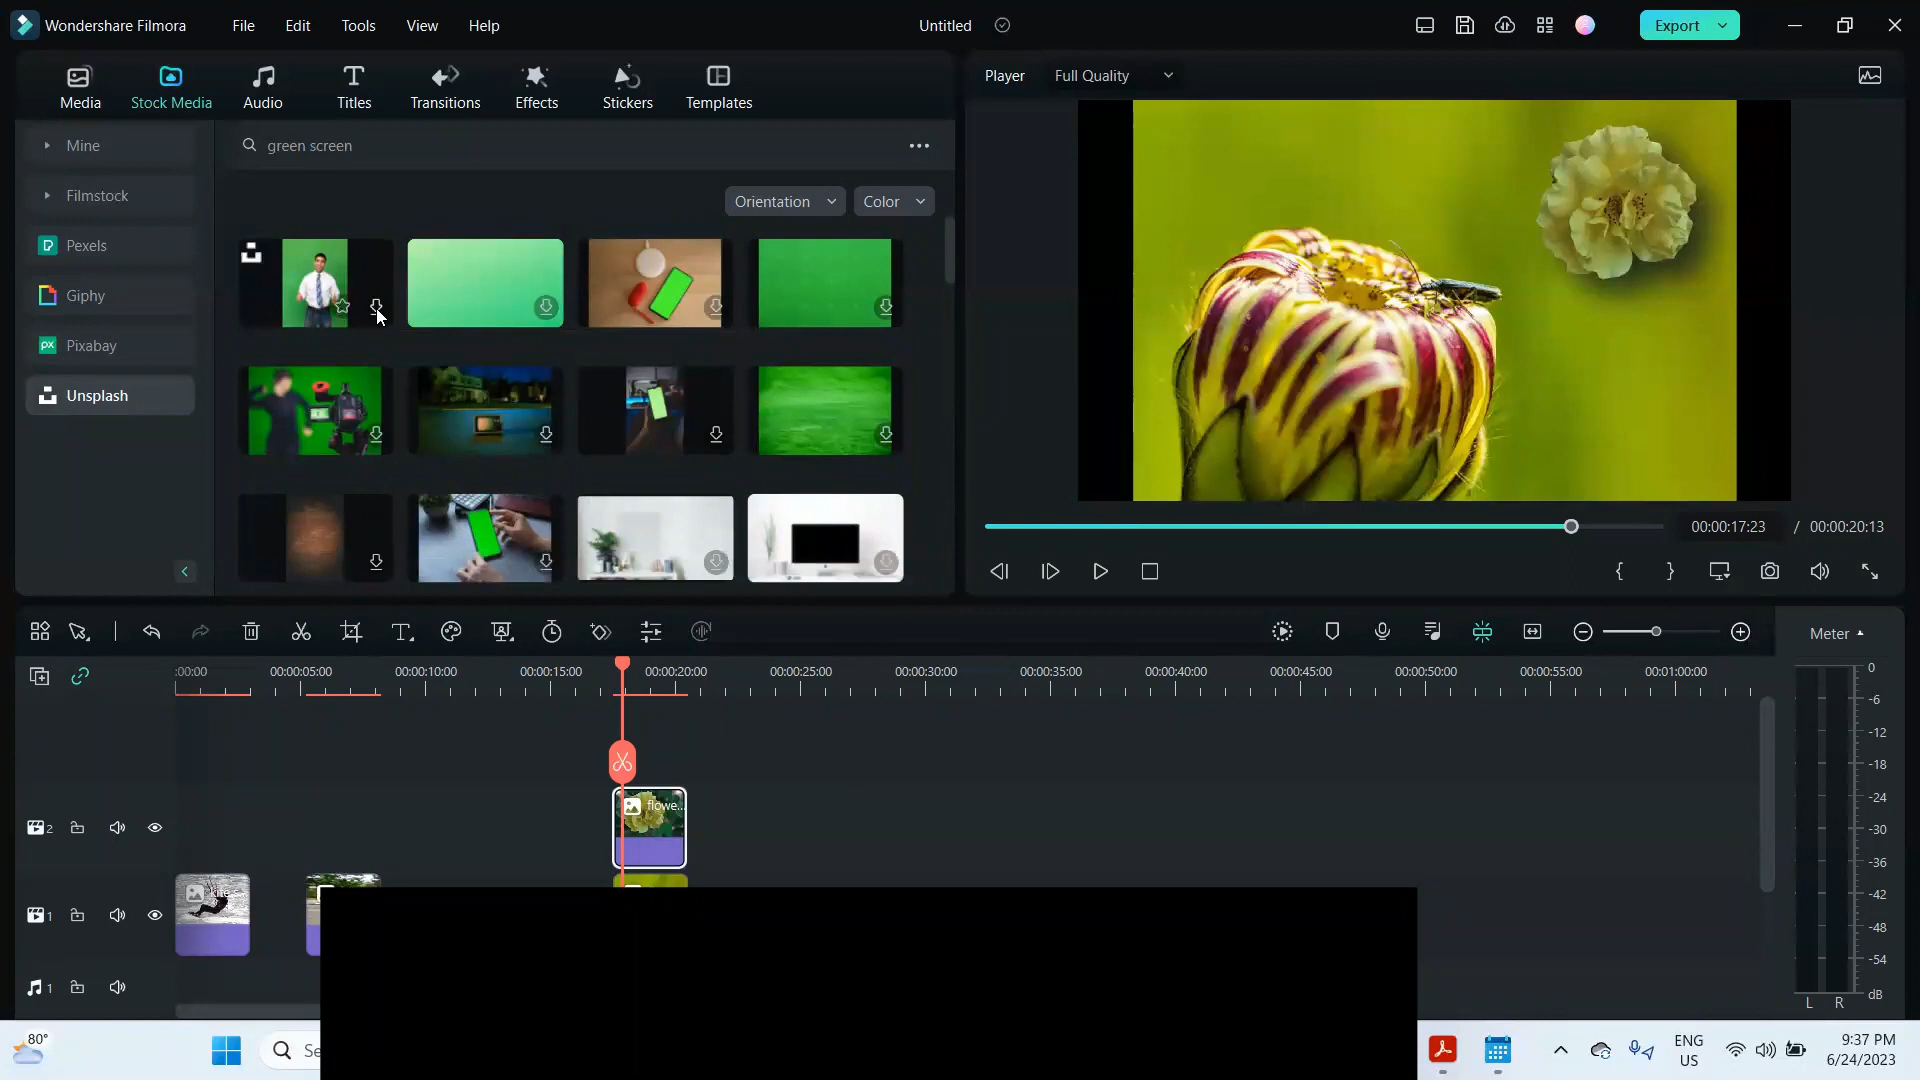 Wondershare Filmora
File
Edit
Tools
View
Help
Untitled
Export
Media
Stock Media
Audio
Titles
Transitions
Effects
Stickers
Templates
Player
Full Quality
Mine
Filmstock
Pexels
Giphy
Pixabay
Unsplash
green screen
Orientation
Color
00:00:17:23 / 00:00:20:13
Meter
:00:00
00:00:05:00
00:00:10:00
00:00:15:00
00:00:20:00
00:00:25:00
00:00:30:00
00:00:35:00
00:00:40:00
00:00:45:00
00:00:50:00
00:00:55:00
00:01:00:00
flowe...
2
1
1
0
-6
-12
-18
-24
-30
-36
-42
-48
-54
dB
L R
80°
Se
ENG
US
9:37 PM
6/24/2023